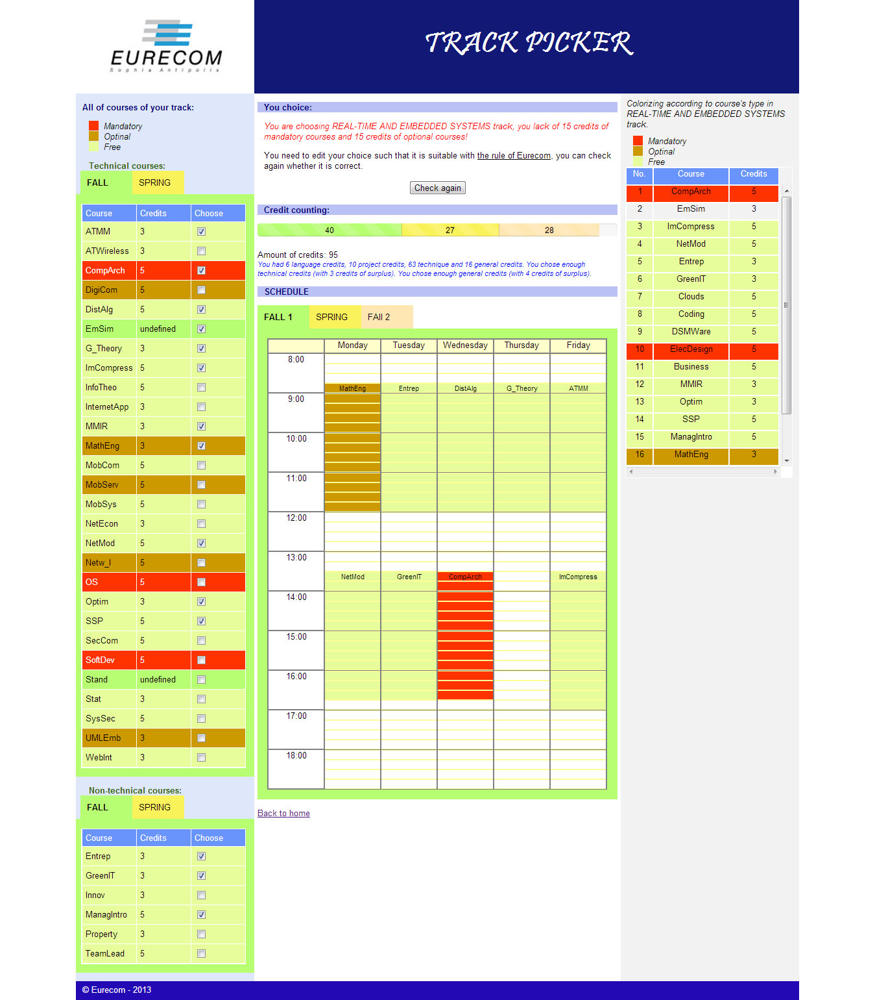 EURECOM
Sophia Antipolis
TRACK PICKER
All of courses of your track:
Mandatory
Optinal
Free
Technical courses:
FALL SPRING
Course Credits Choose
ATMM 3
ATWireless 3
CompArch 5
DigiCom 5
DistAlg 5
EmSim undefined
G_Theory 3
ImCompress 5
InfoTheo 5
InternetApp 3
MMIR 3
MathEng 3
MobCom 5
MobServ 5
MobSys 5
NetEcon 3
NetMod 5
Netw_I 5
OS 5
Optim 3
SSP 5
SecCom 5
SoftDev 5
Stand undefined
Stat 3
SysSec 5
UMLEmb 3
WebInt 3
Non-technical courses:
FALL SPRING
Course Credits Choose
Entrep 3
GreenIT 3
Innov 3
ManagIntro 5
Property 3
TeamLead 5
You choice:
You are choosing REAL-TIME AND EMBEDDED SYSTEMS track, you lack of 15 credits of
mandatory courses and 15 credits of optional courses!
You need to edit your choice such that it is suitable with the rule of Eurecom, you can check
again whether it is correct.
Check again
Credit counting:
40 27 28
Amount of credits: 95
You had 6 language credits, 10 project credits, 63 technique and 16 general credits. You chose enough
technical credits (with 3 credits of surplus). You chose enough general credits (with 4 credits of surplus).
SCHEDULE
FALL 1 SPRING FAll 2
Monday Tuesday Wednesday Thursday Friday
8:00
MathEng Entrep DistAlg G_Theory ATMM
9:00
10:00
11:00
12:00
13:00
NetMod GreenIT CompArch ImCompress
14:00
15:00
16:00
17:00
18:00
Back to home
Colorizing according to course's type in
REAL-TIME AND EMBEDDED SYSTEMS
track.
Mandatory
Optinal
Free
No. Course Credits
1 CompArch 5
2 EmSim 3
3 ImCompress 5
4 NetMod 5
5 Entrep 3
6 GreenIT 3
7 Clouds 5
8 Coding 5
9 DSMWare 5
10 ElecDesign 5
11 Business 5
12 MMIR 3
13 Optim 3
14 SSP 5
15 ManagIntro 5
16 MathEng 3
© Eurecom - 2013